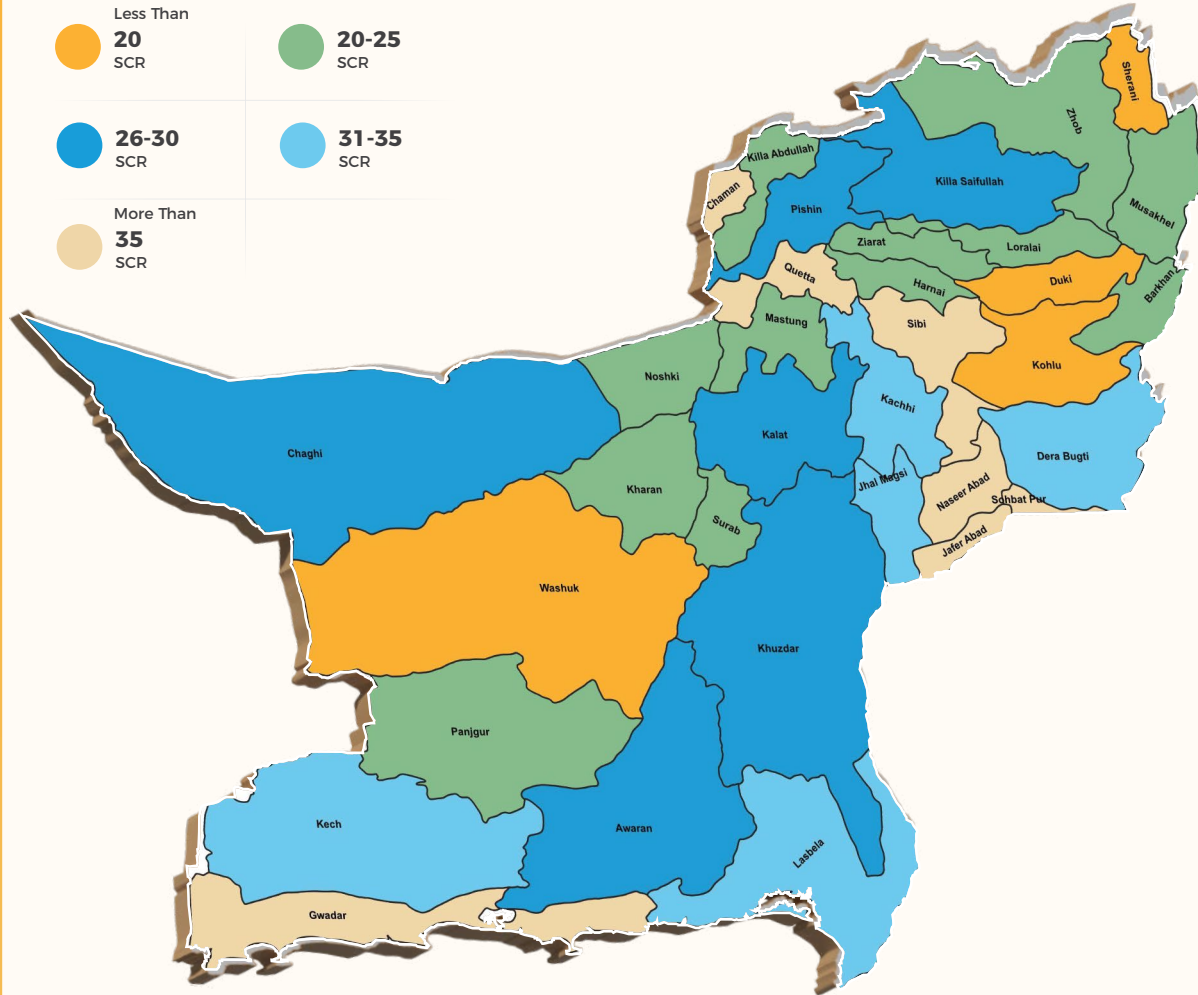 Less Than
20
SCR
20-25
SCR
26-30
SCR
31-35
SCR
More Than
35
SCR
Sherani
Zhob
Killa Abdullah
Killa Saifullah
Chaman
Pishin
Musakhel
Ziarat
Loralai
Quetta
Harnai
Duki
Barkhan
Mastung
Sibi
Noshki
Kohlu
Kachhi
Kalat
Chaghi
Dera Bugti
Jhal Magsi
Kharan
Naseer Abad
Sohbat Pur
Surab
Jafer Abad
Washuk
Khuzdar
Panjgur
Kech
Awaran
Lasbela
Gwadar